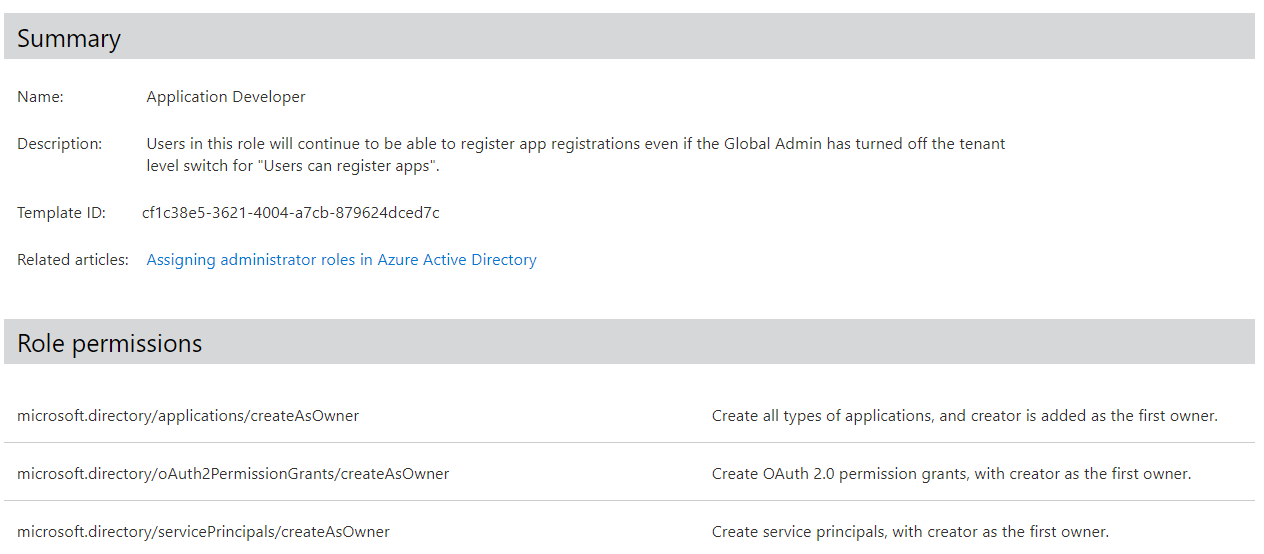 Summary
Name: Application Developer
Description: Users in this role will continue to be able to register app registrations even if the Global Admin has turned off the tenant
level switch for "Users can register apps".
Template ID: cf1c38e5-3621-4004-a7cb-879624dced7c
Related articles: Assigning administrator roles in Azure Active Directory
Role permissions
microsoft.directory/applications/createAsOwner Create all types of applications, and creator is added as the first owner.
microsoft.directory/oAuth2PermissionGrants/createAsOwner Create OAuth 2.0 permission grants, with creator as the first owner.
microsoft.directory/servicePrincipals/createAsOwner Create service principals, with creator as the first owner.